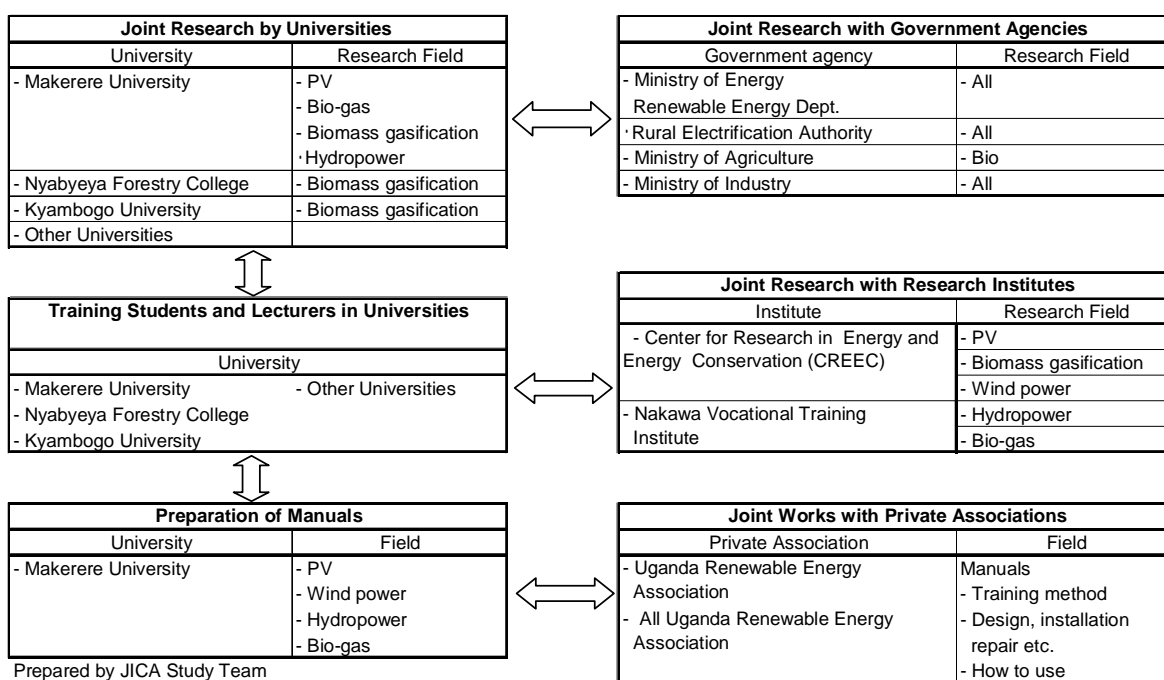 Joint Research by Universities
University Research Field
- Makerere University - PV
- Bio-gas
- Biomass gasification
·Hydropower
- Nyabyeya Forestry College - Biomass gasification
- Kyambogo University - Biomass gasification
- Other Universities
Joint Research with Government Agencies
Government agency Research Field
- Ministry of Energy - All
Renewable Energy Dept.
·Rural Electrification Authority - All
- Ministry of Agriculture - Bio
- Ministry of Industry - All
Training Students and Lecturers in Universities
University
- Makerere University - Other Universities
- Nyabyeya Forestry College
- Kyambogo University
Joint Research with Research Institutes
Institute Research Field
- Center for Research in Energy and - PV
Energy Conservation (CREEC) - Biomass gasification
- Wind power
- Nakawa Vocational Training - Hydropower
Institute - Bio-gas
Preparation of Manuals
University Field
- Makerere University - PV
- Wind power
- Hydropower
- Bio-gas
Joint Works with Private Associations
Private Association Field
- Uganda Renewable Energy Manuals
Association - Training method
- All Uganda Renewable Energy - Design, installation
Association repair etc.
- How to use
Prepared by JICA Study Team